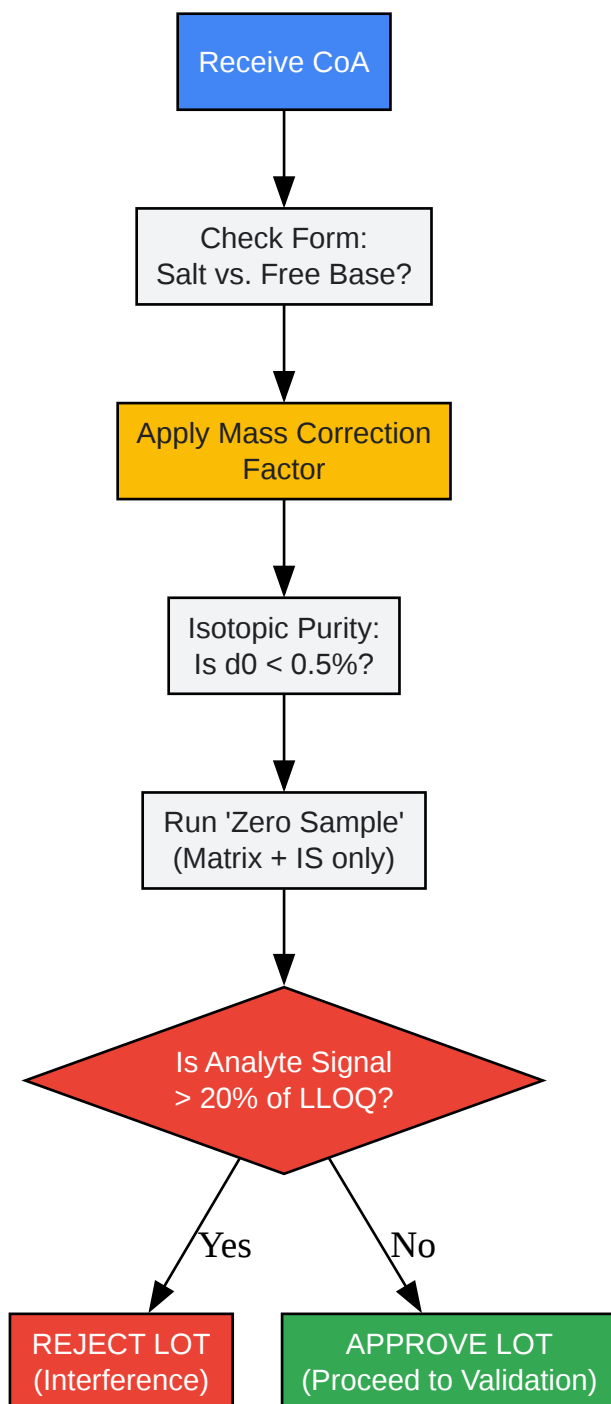 Receive CoA
Check Form:
Salt vs. Free Base?
Apply Mass Correction
Factor
Isotopic Purity:
Is d0 < 0.5%?
Run 'Zero Sample'
(Matrix + IS only)
Is Analyte Signal
> 20% of LLOQ?
Yes
No
REJECT LOT
(Interference)
APPROVE LOT
(Proceed to Validation)